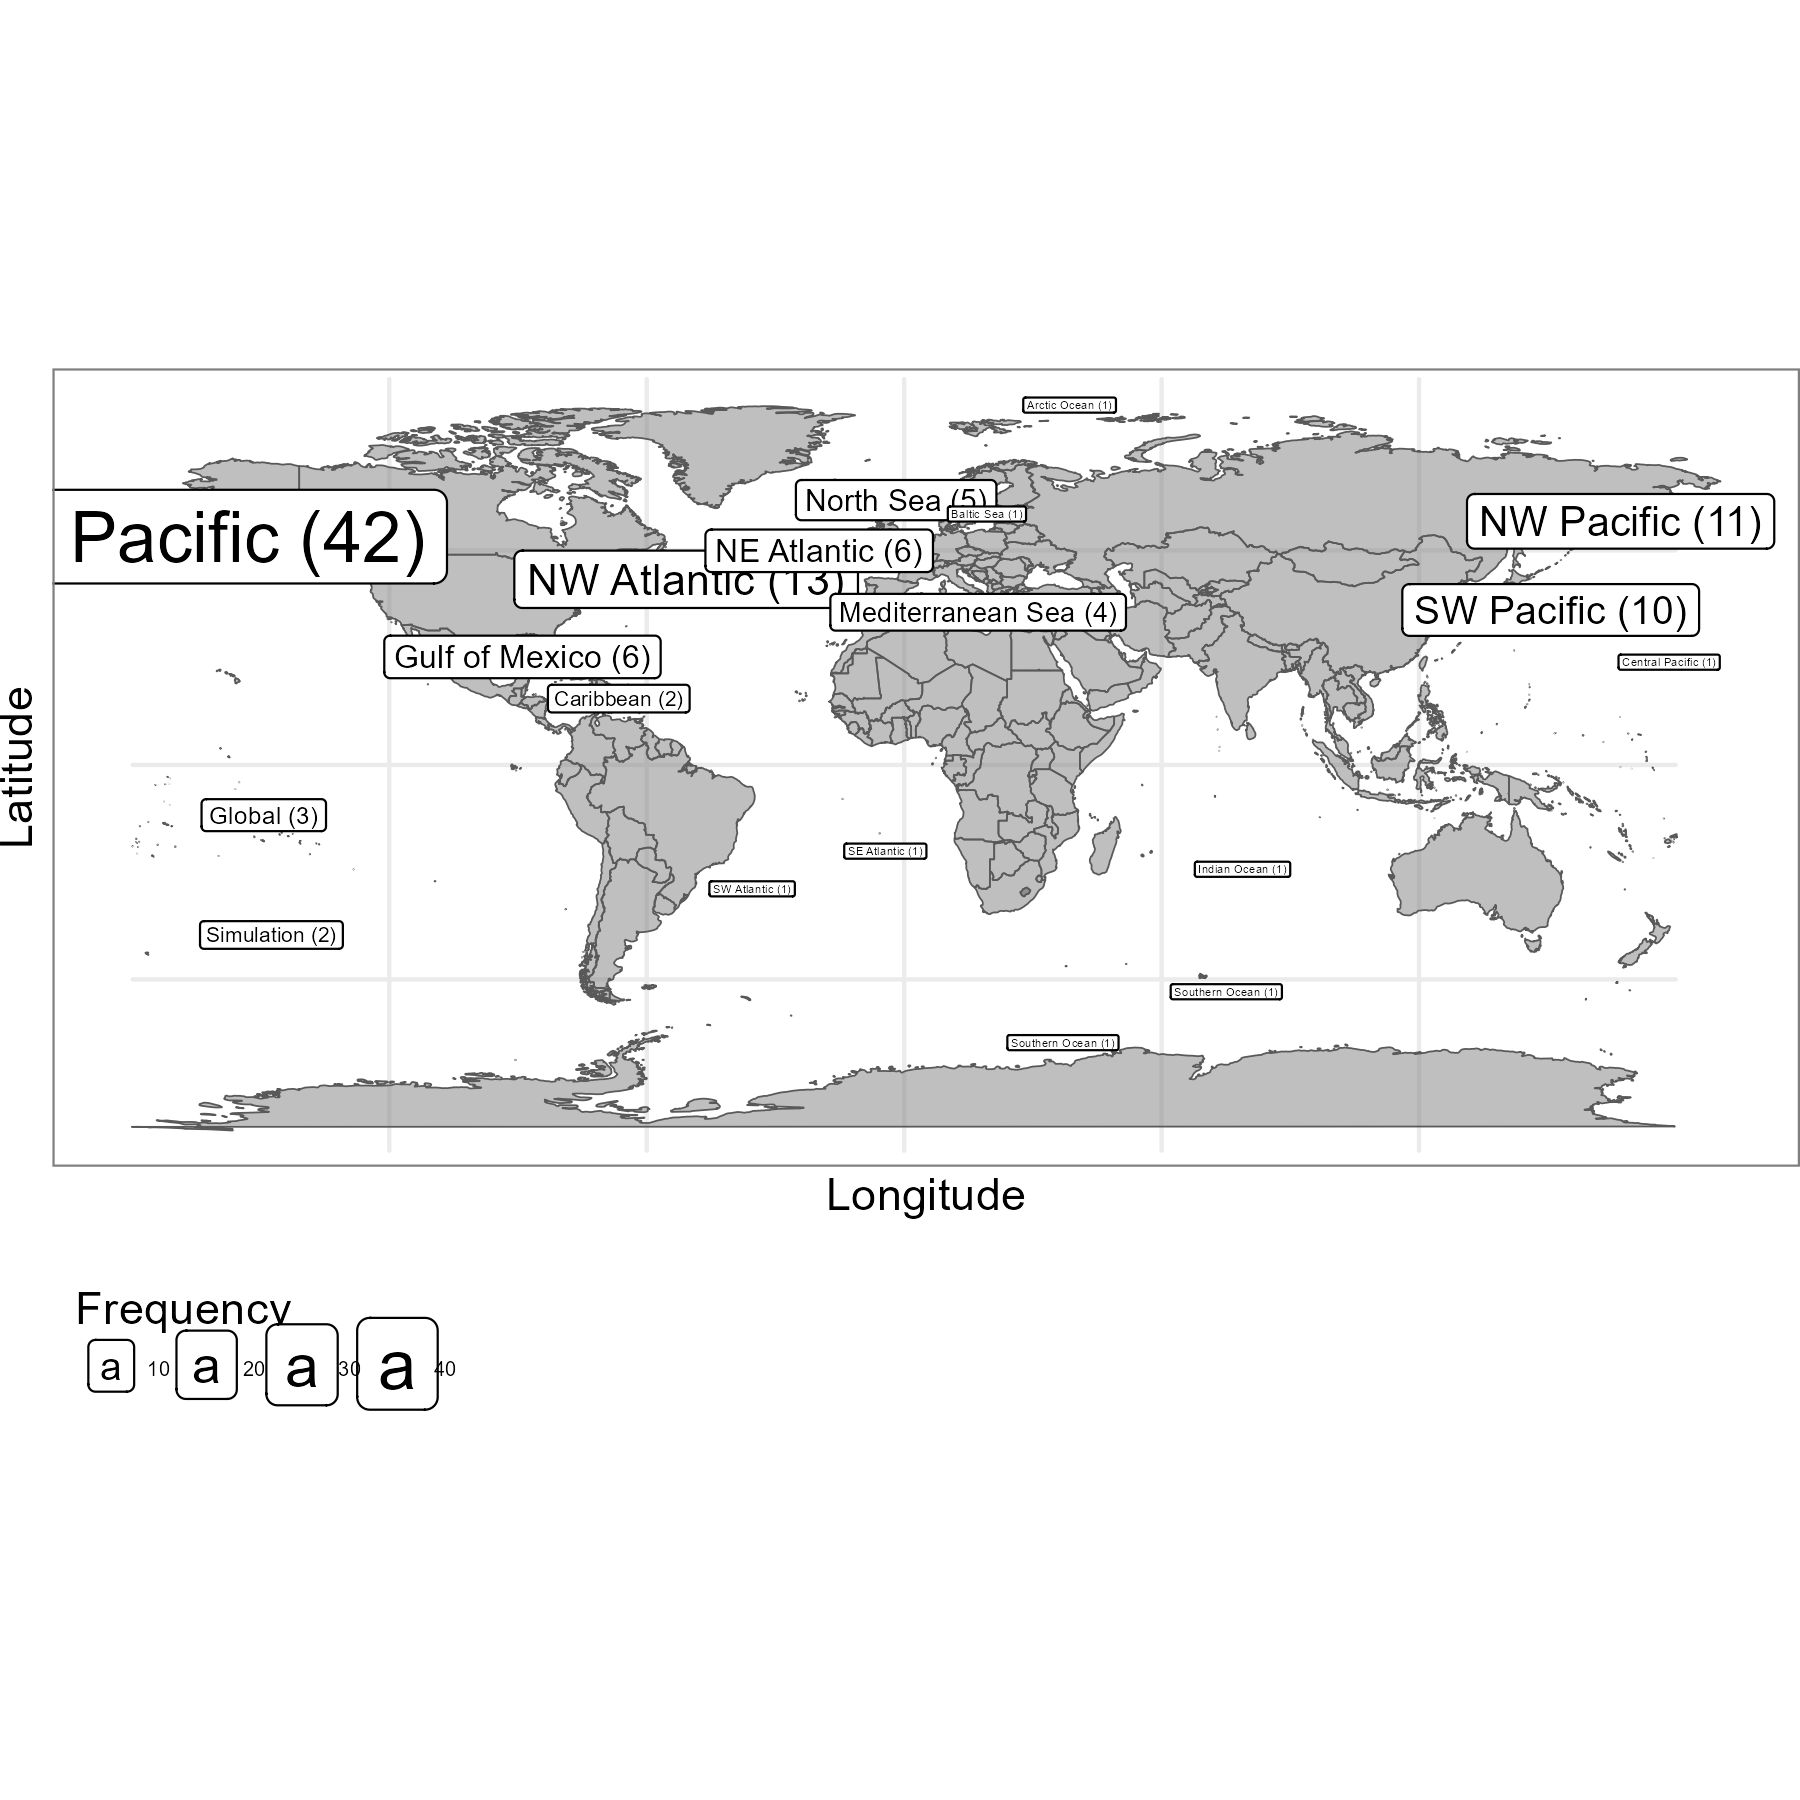 Arctic Ocean (1)
North Sea (5)
Baltic Sea (1)
Pacific (42)
NW Pacific (11)
NE Atlantic (6)
NW Atlantic (13)
Mediterranean Sea (4)
SW Pacific (10)
Gulf of Mexico (6)
Central Pacific (1)
Caribbean (2)
Global (3)
SE Atlantic (1)
Indian Ocean (1)
SW Atlantic (1)
Simulation (2)
Southern Ocean (1)
Southern Ocean (1)
Latitude
Longitude
Frequency
a 10 a 20 a 30 a 40